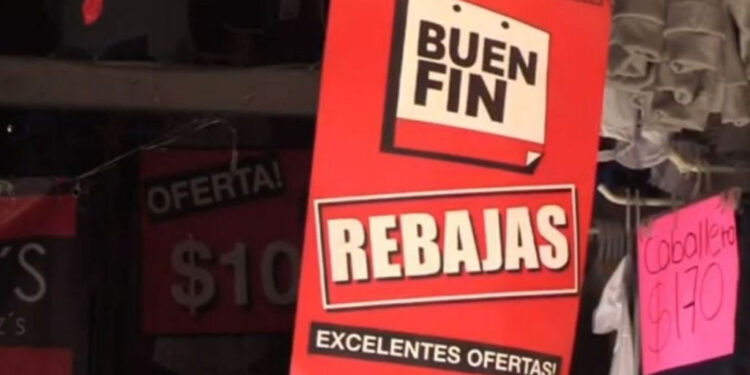 BUEN
FIN
REBAJAS
EXCELENTES OFERTAS!
OFERTA!
$10
Caballero
$170